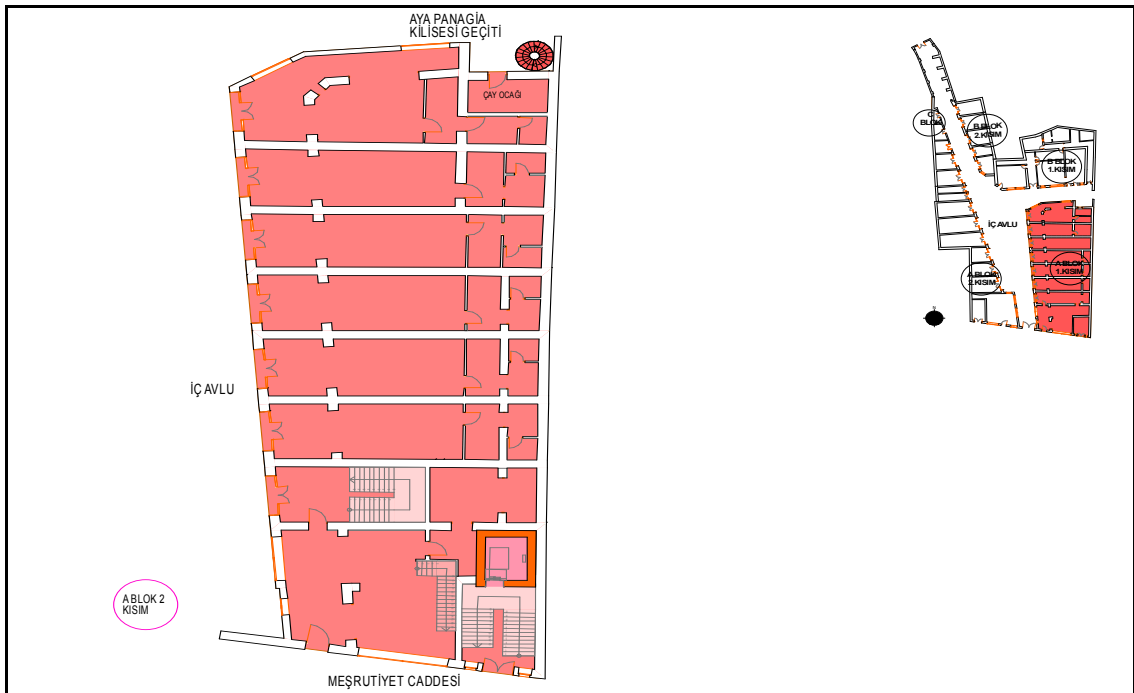 AYA PANAGİA
KİLİSESİ GEÇİTİ
ÇAY OCAĞI
İÇ AVLU
A BLOK 2
KISIM
MEŞRUTİYET CADDESİ
C
BLOK
B BLOK
2.KISIM
B BLOK
1.KISIM
İÇ AVLU
A BLOK
2.KISIM
A BLOK
1.KISIM